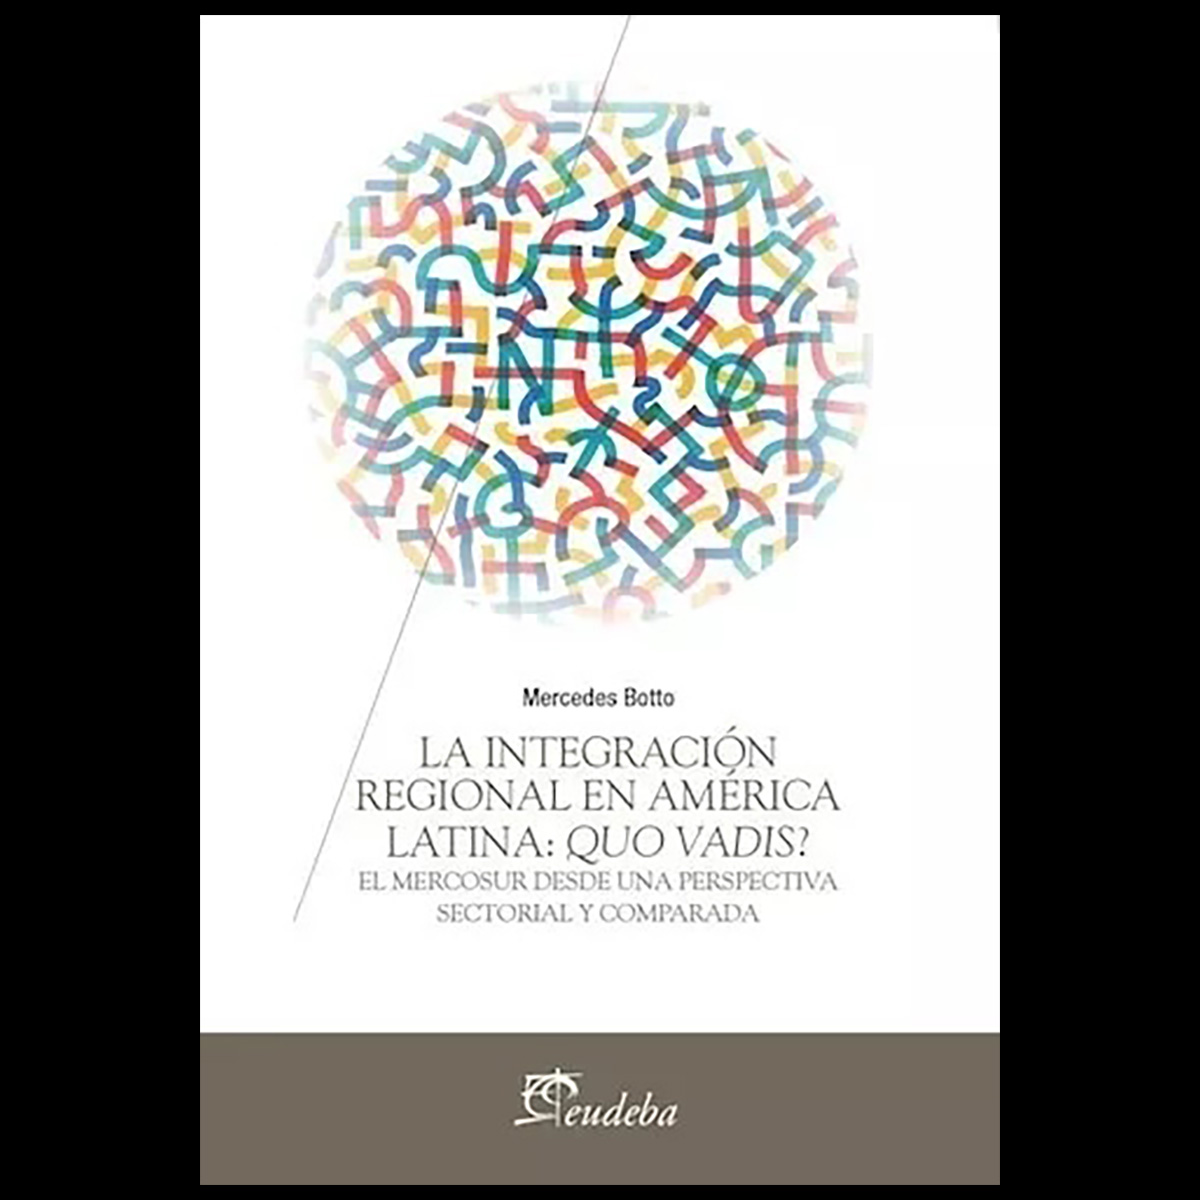 Mercedes Botto
LA INTEGRACIÓN
REGIONAL EN AMÉRICA
LATINA: QUO VADIS?
EL MERCOSUR DESDE UNA PERSPECTIVA
SECTORIAL Y COMPARADA
eudeba